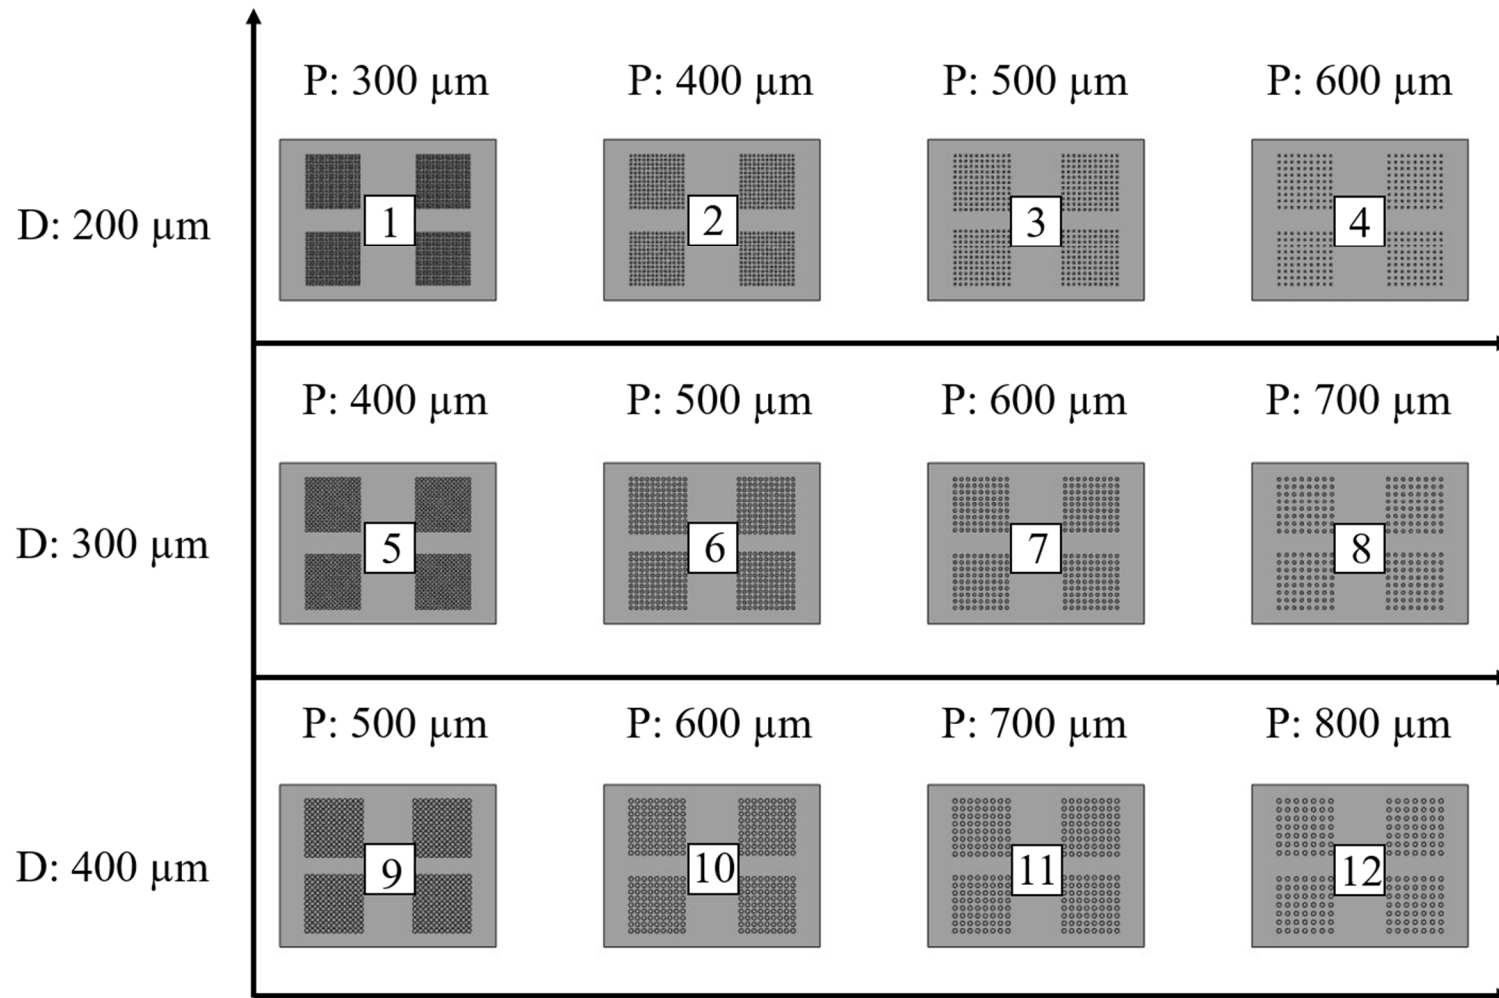 P: 300 µm P: 400 µm P: 500 µm P: 600 µm
D: 200 µm 1 2 3 4
P: 400 µm P: 500 µm P: 600 µm P: 700 µm
D: 300 µm 5 6 7 8
P: 500 µm P: 600 µm P: 700 µm P: 800 µm
D: 400 µm 9 10 11 12